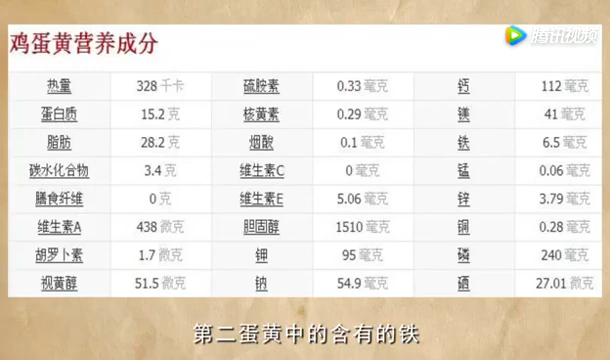 鸡蛋黄营养成分
腾讯视频
热量 328 千卡 硫胺素 0.33 毫克 钙 112 毫克
蛋白质 15.2 克 核黄素 0.29 毫克 镁 41 毫克
脂肪 28.2 克 烟酸 0.1 毫克 铁 6.5 毫克
碳水化合物 3.4 克 维生素C 0 毫克 锰 0.06 毫克
膳食纤维 0 克 维生素E 5.06 毫克 锌 3.79 毫克
维生素A 438 微克 胆固醇 1510 毫克 铜 0.28 毫克
胡罗卜素 1.7 微克 钾 95 毫克 磷 240 毫克
视黄醇 51.5 微克 钠 54.9 毫克 硒 27.01 微克
第二蛋黄中的含有的铁